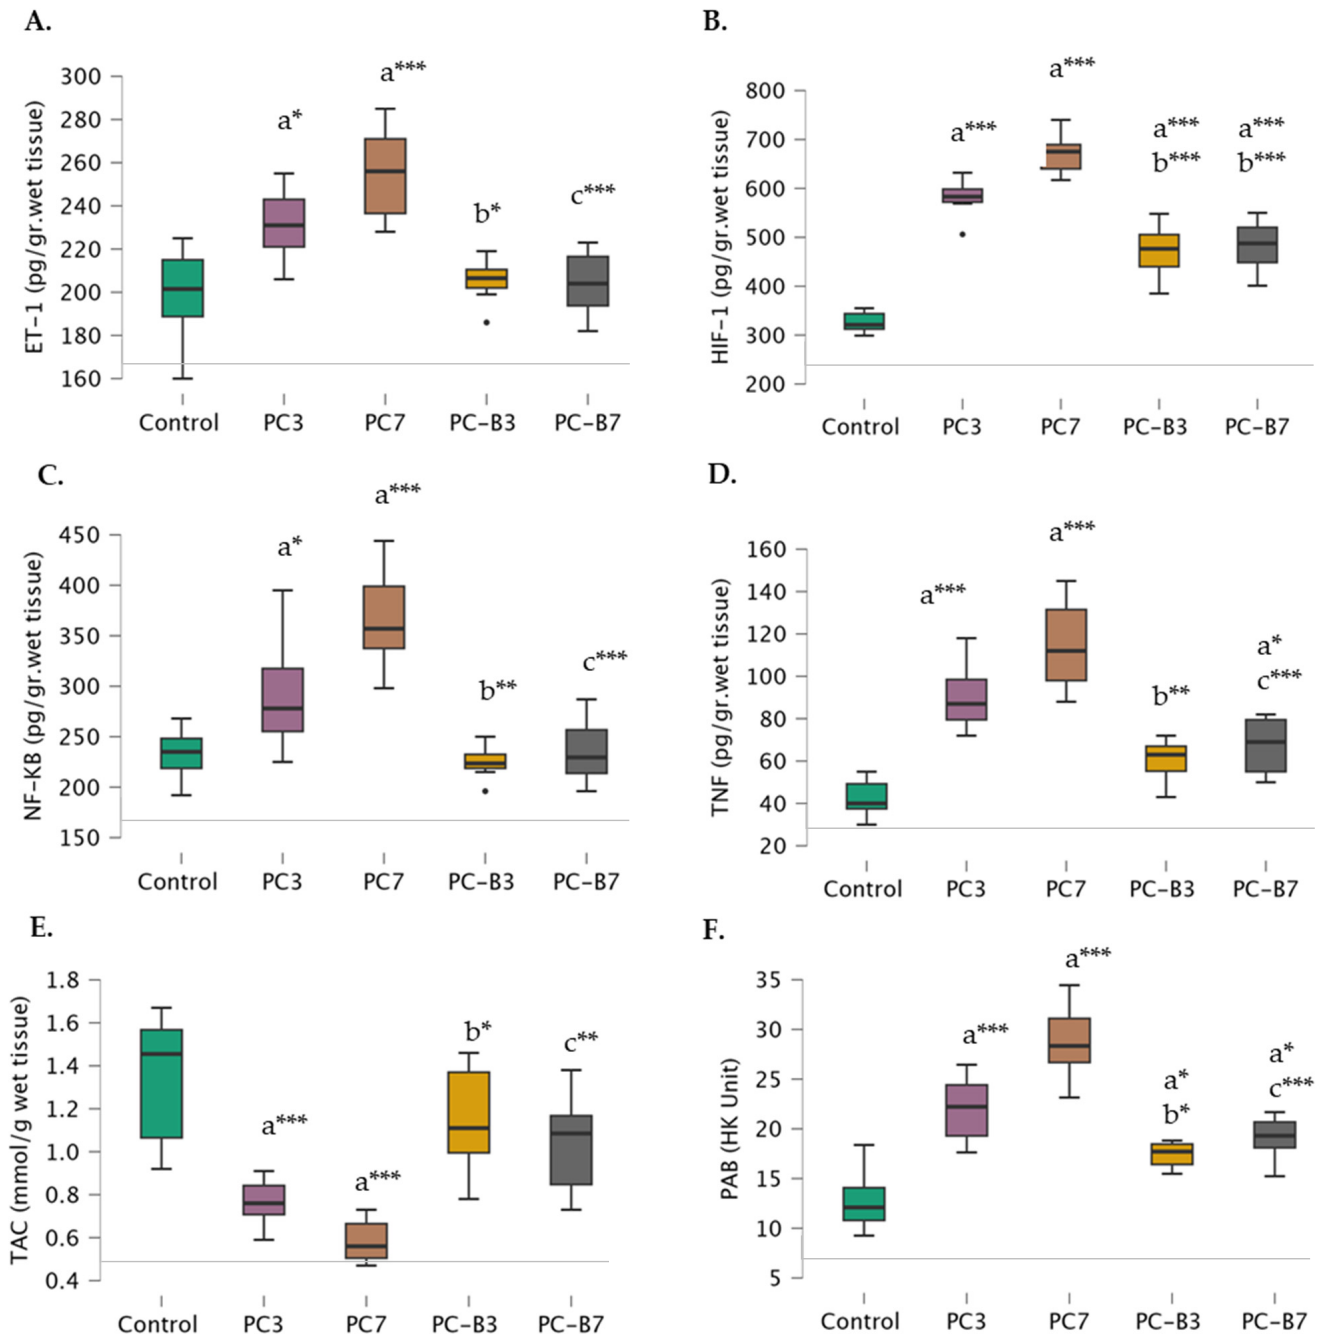 A.
ET-1 (pg/gr.wet tissue)
300
280
260
240
220
200
180
160
a*
a***
b*
c***
Control PC3 PC7 PC-B3 PC-B7
B.
HIF-1 (pg/gr.wet tissue)
800
700
600
500
400
300
200
a***
a***
a***
b***
a***
b***
Control PC3 PC7 PC-B3 PC-B7
C.
NF-KB (pg/gr.wet tissue)
450
400
350
300
250
200
150
a*
a***
b**
c***
Control PC3 PC7 PC-B3 PC-B7
D.
TNF (pg/gr.wet tissue)
160
140
120
100
80
60
40
20
a***
a***
b**
a*
c***
Control PC3 PC7 PC-B3 PC-B7
E.
TAC (mmol/g wet tissue)
1.8
1.6
1.4
1.2
1.0
0.8
0.6
0.4
a***
a***
b*
c**
Control PC3 PC7 PC-B3 PC-B7
F.
PAB (HK Unit)
35
30
25
20
15
10
5
a***
a***
a*
b*
a*
c***
Control PC3 PC7 PC-B3 PC-B7